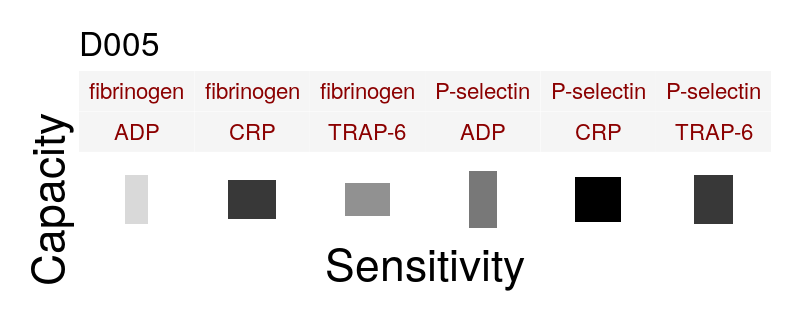 D005
fibrinogen fibrinogen fibrinogen P-selectin P-selectin P-selectin
ADP CRP TRAP-6 ADP CRP TRAP-6
Capacity
Sensitivity